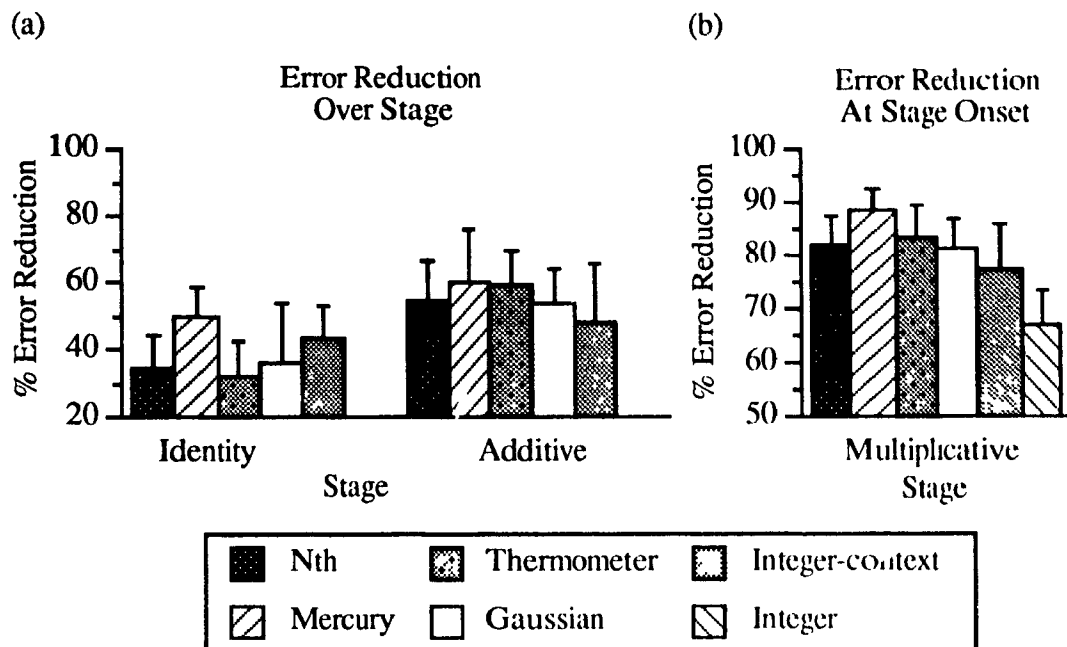 (a)
Error Reduction
Over Stage
100
80
60
40
20
% Error Reduction
Identity
Additive
Stage
(b)
Error Reduction
At Stage Onset
100
90
80
70
60
50
% Error Reduction
Multiplicative
Stage
Nth
Thermometer
Integer-context
Mercury
Gaussian
Integer